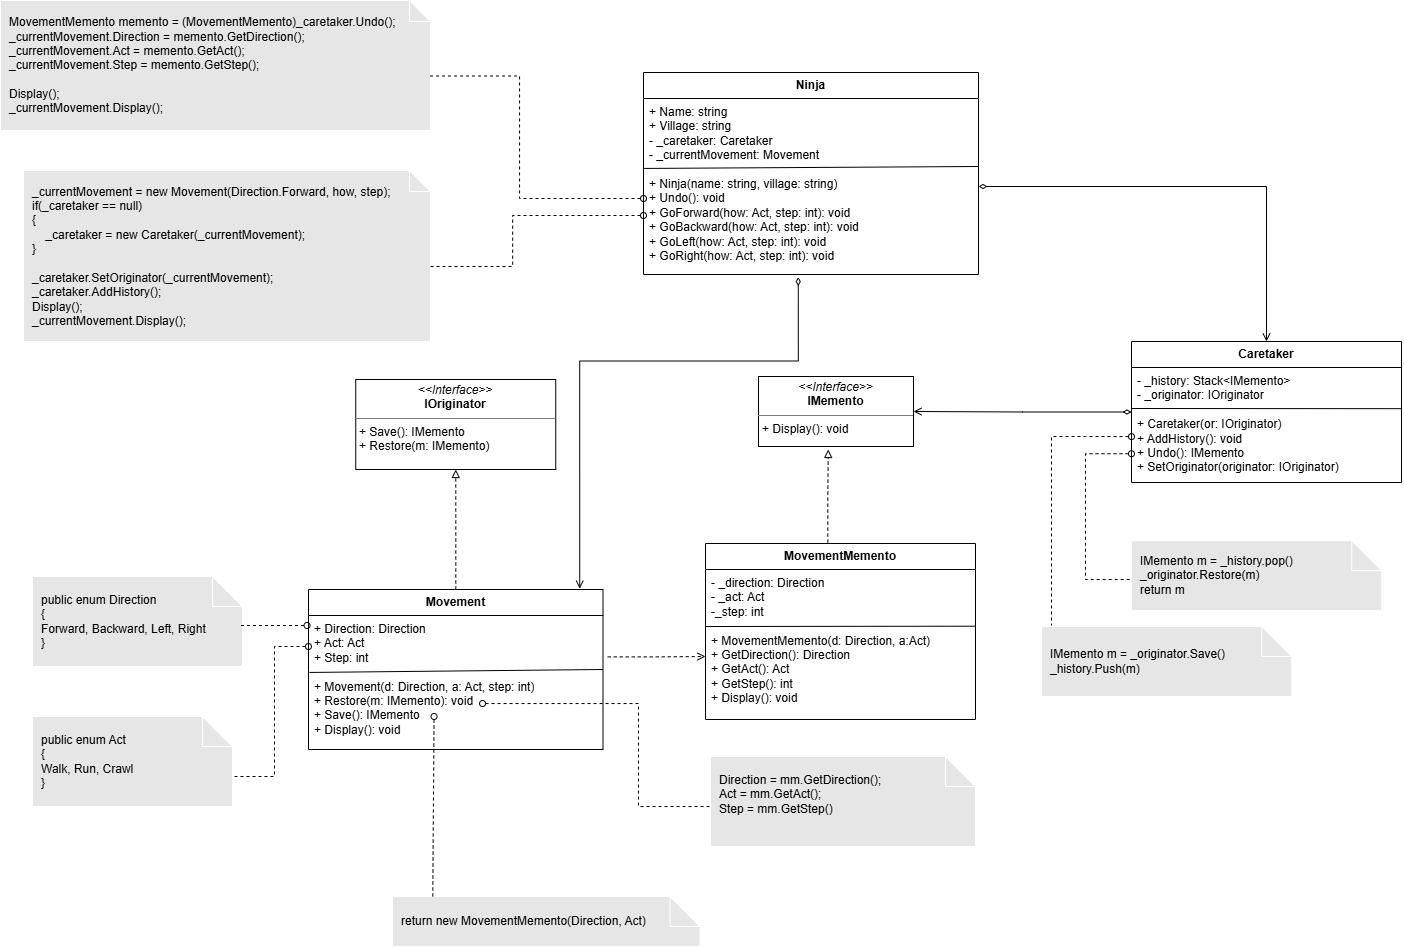 MovementMemento memento = (MovementMemento)_caretaker.Undo();
_currentMovement.Direction = memento.GetDirection();
_currentMovement.Act = memento.GetAct();
_currentMovement.Step = memento.GetStep();
Display();
_currentMovement.Display();
_currentMovement = new Movement(Direction.Forward, how, step);
if(_caretaker == null)
{
_caretaker = new Caretaker(_currentMovement);
}
_caretaker.SetOriginator(_currentMovement);
_caretaker.AddHistory();
Display();
_currentMovement.Display();
Ninja
+ Name: string
+ Village: string
- _caretaker: Caretaker
- _currentMovement: Movement
+ Ninja(name: string, village: string)
+ Undo(): void
+ GoForward(how: Act, step: int): void
+ GoBackward(how: Act, step: int): void
+ GoLeft(how: Act, step: int): void
+ GoRight(how: Act, step: int): void
<<Interface>>
IOriginator
+ Save(): IMemento
+ Restore(m: IMemento)
<<Interface>>
IMemento
+ Display(): void
Caretaker
- _history: Stack<IMemento>
- _originator: IOriginator
+ Caretaker(or: IOriginator)
+ AddHistory(): void
+ Undo(): IMemento
+ SetOriginator(originator: IOriginator)
IMemento m = _history.pop()
_originator.Restore(m)
return m
IMemento m = _originator.Save()
_history.Push(m)
MovementMemento
- _direction: Direction
- _act: Act
-_step: int
+ MovementMemento(d: Direction, a:Act)
+ GetDirection(): Direction
+ GetAct(): Act
+ GetStep(): int
+ Display(): void
public enum Direction
{
Forward, Backward, Left, Right
}
Movement
+ Direction: Direction
+ Act: Act
+ Step: int
+ Movement(d: Direction, a: Act, step: int)
+ Restore(m: IMemento): void
+ Save(): IMemento
+ Display(): void
public enum Act
{
Walk, Run, Crawl
}
Direction = mm.GetDirection();
Act = mm.GetAct();
Step = mm.GetStep()
return new MovementMemento(Direction, Act)